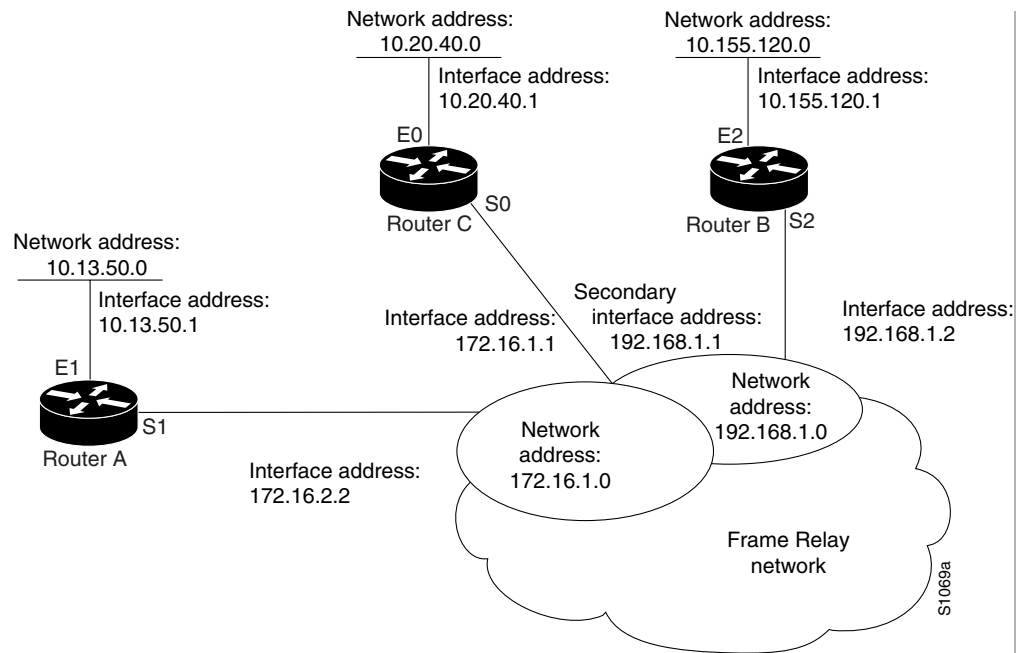 Network address:
10.20.40.0
Interface address:
10.20.40.1
E0
S0
Router C
Network address:
10.155.120.0
Interface address:
10.155.120.1
E2
S2
Router B
Network address:
10.13.50.0
Interface address:
10.13.50.1
E1
S1
Router A
Interface address:
172.16.1.1
Secondary
interface address:
192.168.1.1
Interface address:
192.168.1.2
Interface address:
172.16.2.2
Network
address:
172.16.1.0
Network
address:
192.168.1.0
Frame Relay
network
S1069a